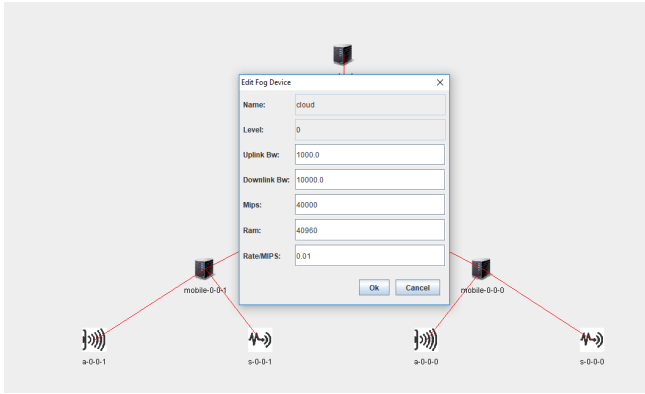 Edit Fog Device
Name: cloud
Level: 0
Uplink Bw: 1000.0
Downlink Bw: 10000.0
Mips: 40000
Ram: 40960
Rate/MIPS: 0.01
Ok Cancel
mobile-0-0-1 mobile-0-0-0
a-0-0-1 s-0-0-1 a-0-0-0 s-0-0-0